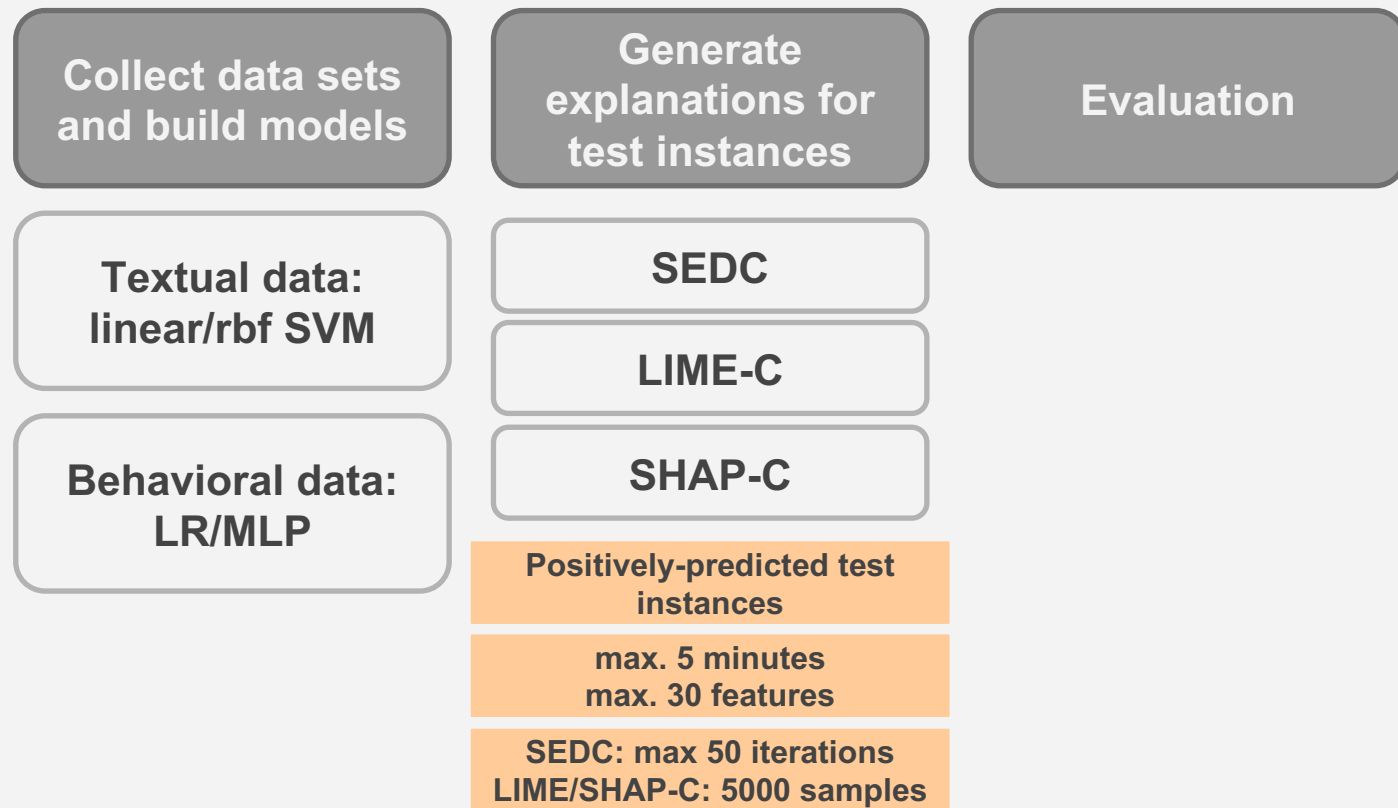 Collect data sets
and build models
Textual data:
linear/rbf SVM
Behavioral data:
LR/MLP
Generate
explanations for
test instances
SEDC
LIME-C
SHAP-C
Positively-predicted test
instances
max. 5 minutes
max. 30 features
SEDC: max 50 iterations
LIME/SHAP-C: 5000 samples
Evaluation